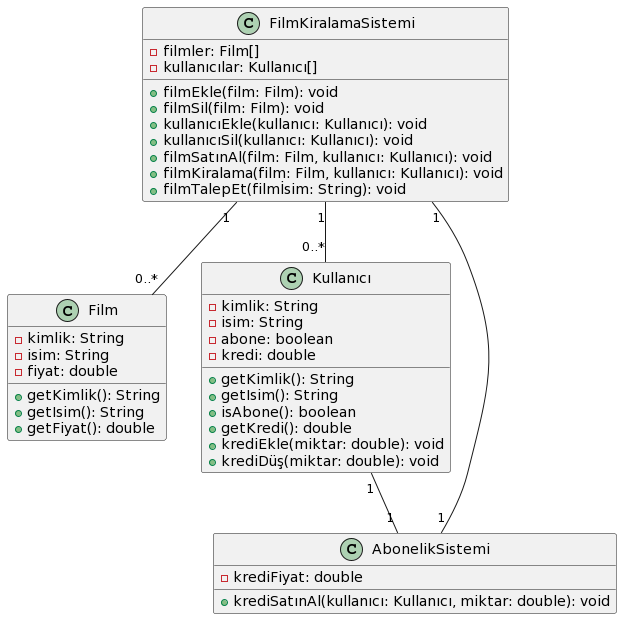 C FilmKiralamaSistemi
filmler: Film[]
kullanıcılar: Kullanıcı[]
filmEkle(film: Film): void
filmSil(film: Film): void
kullanıcıEkle(kullanıcı: Kullanıcı): void
kullanıcıSil(kullanıcı: Kullanıcı): void
filmSatınAl(film: Film, kullanıcı: Kullanıcı): void
filmKiralama(film: Film, kullanıcı: Kullanıcı): void
filmTalepEt(filmİsim: String): void
1
1
1
0..*
0..*
C Film
kimlik: String
isim: String
fiyat: double
getKimlik(): String
getIsim(): String
getFiyat(): double
C Kullanıcı
kimlik: String
isim: String
abone: boolean
kredi: double
getKimlik(): String
getIsim(): String
isAbone(): boolean
getKredi(): double
krediEkle(miktar: double): void
krediDüş(miktar: double): void
1
1
1
C AbonelikSistemi
krediFiyat: double
krediSatınAl(kullanıcı: Kullanıcı, miktar: double): void